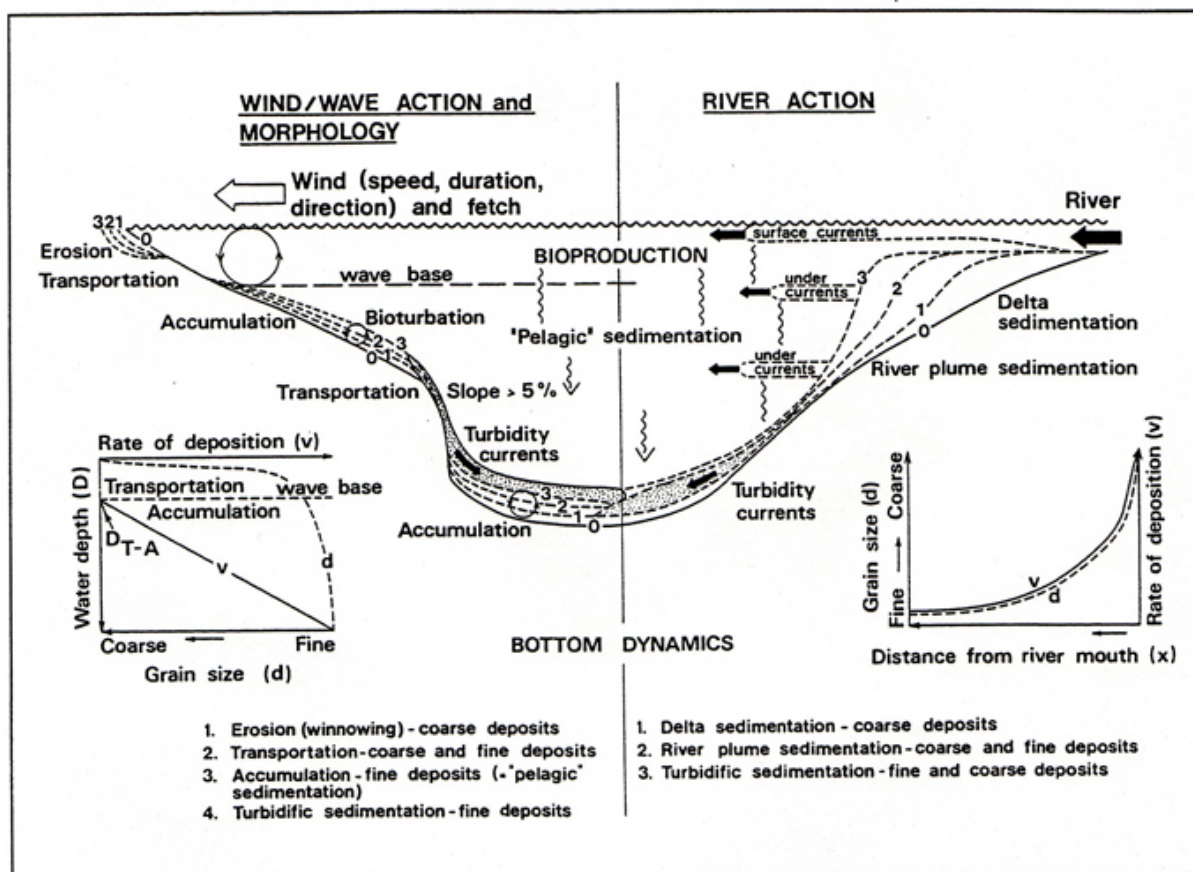 WIND/WAVE ACTION and
MORPHOLOGY
RIVER ACTION
Wind (speed, duration,
direction) and fetch
River
321
0
Erosion
Transportation
surface currents
BIOPRODUCTION
wave base
under
currents
3
2
1
0
Delta
sedimentation
Accumulation
Bioturbation
1 2 3
0 1
"Pelagic" sedimentation
under
currents
River plume sedimentation
Transportation
Slope > 5%
Turbidity
currents
Turbidity
currents
3
2
1
0
Accumulation
Rate of deposition (v)
Transportation
wave base
Accumulation
D T-A
v
d
Water depth (D)
Coarse
Fine
Grain size (d)
Grain size (d)
Fine
Coarse
v
d
Rate of deposition (v)
Distance from river mouth (x)
BOTTOM DYNAMICS
1. Erosion (winnowing) - coarse deposits
2. Transportation - coarse and fine deposits
3. Accumulation - fine deposits (="pelagic"
sedimentation)
4. Turbidific sedimentation - fine deposits
1. Delta sedimentation - coarse deposits
2. River plume sedimentation - coarse and fine deposits
3. Turbidific sedimentation - fine and coarse deposits